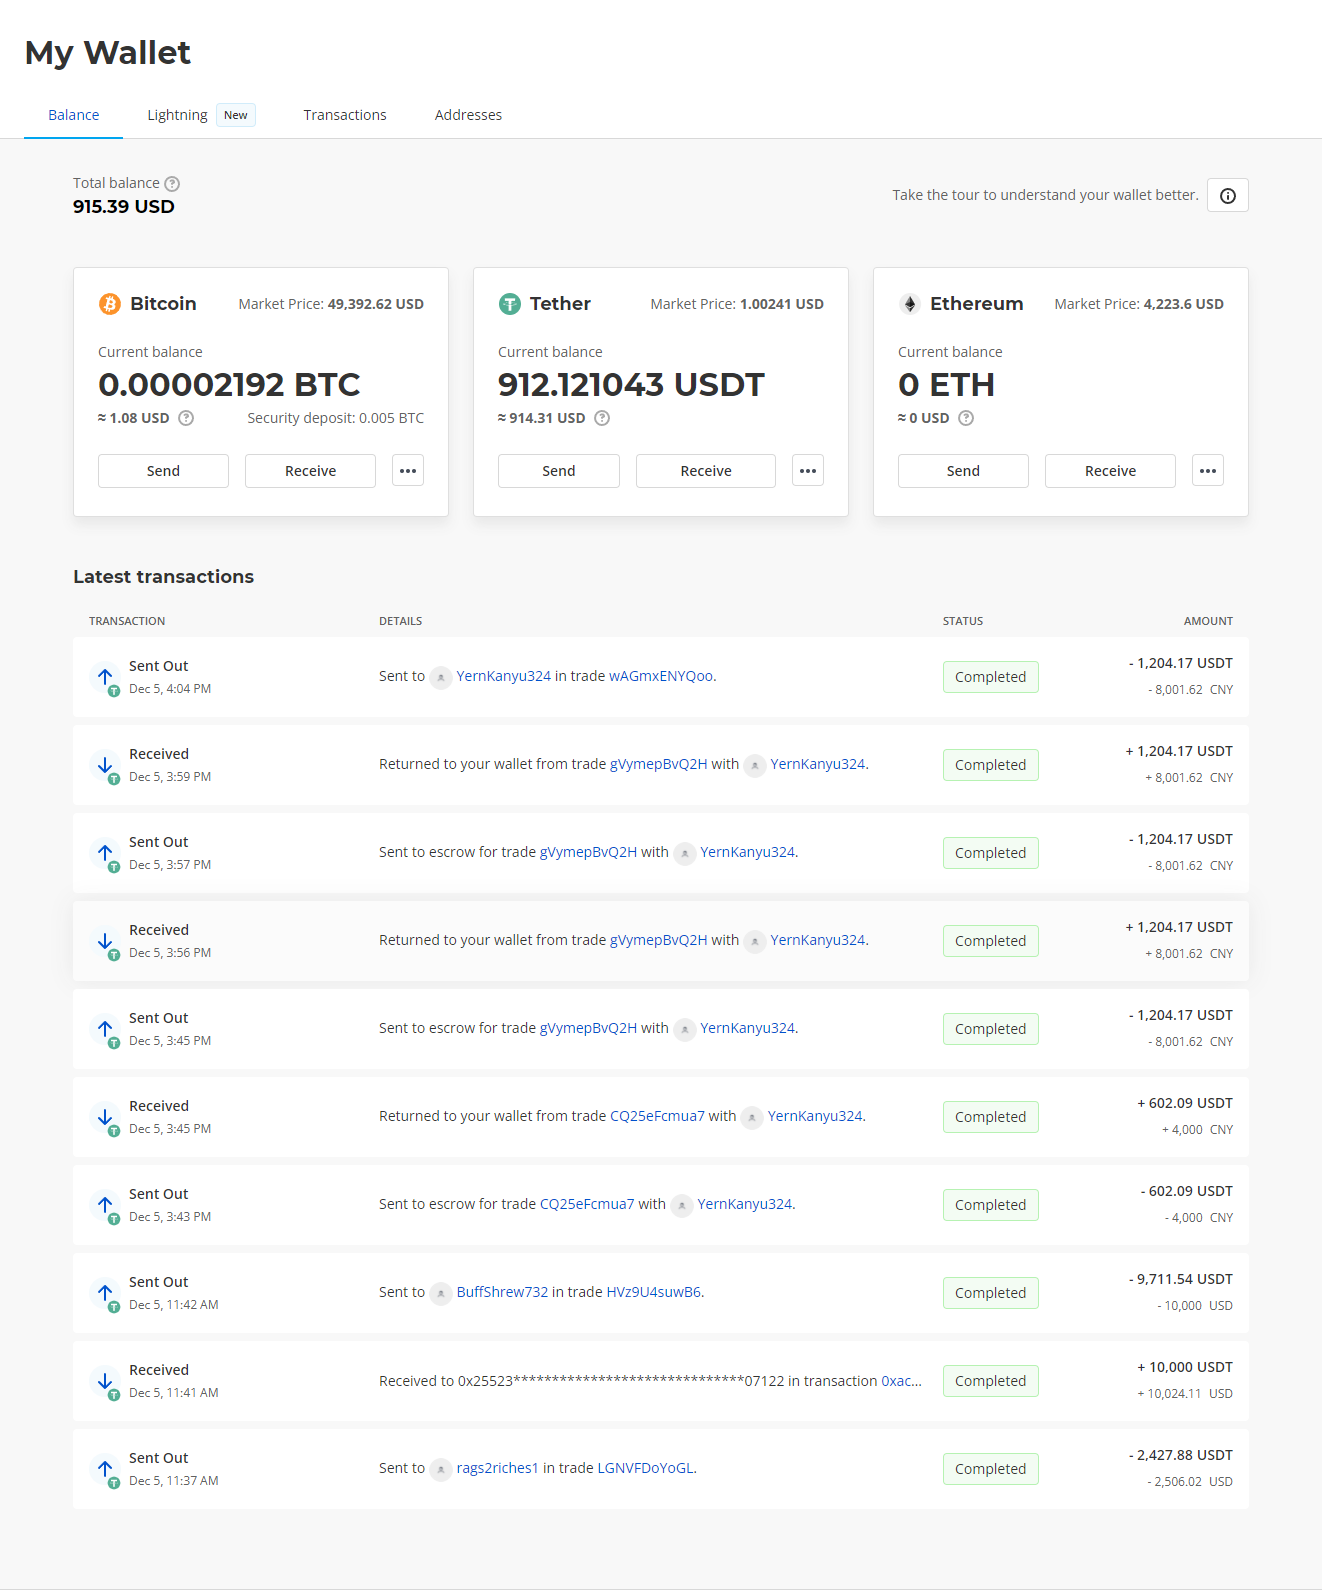 My Wallet
Balance Lightning New Transactions Addresses
Total balance ?
915.39 USD
Take the tour to understand your wallet better.
Bitcoin Market Price: 49,392.62 USD
Current balance
0.00002192 BTC
≈ 1.08 USD ? Security deposit: 0.005 BTC
Send Receive •••
Tether Market Price: 1.00241 USD
Current balance
912.121043 USDT
≈ 914.31 USD ?
Send Receive •••
Ethereum Market Price: 4,223.6 USD
Current balance
0 ETH
≈ 0 USD ?
Send Receive •••
Latest transactions
TRANSACTION DETAILS STATUS AMOUNT
Sent Out
Dec 5, 4:04 PM
Sent to YernKanyu324 in trade wAGmxENYQoo.
Completed
- 1,204.17 USDT
- 8,001.62 CNY
Received
Dec 5, 3:59 PM
Returned to your wallet from trade gVymepBvQ2H with YernKanyu324.
Completed
+ 1,204.17 USDT
+ 8,001.62 CNY
Sent Out
Dec 5, 3:57 PM
Sent to escrow for trade gVymepBvQ2H with YernKanyu324.
Completed
- 1,204.17 USDT
- 8,001.62 CNY
Received
Dec 5, 3:56 PM
Returned to your wallet from trade gVymepBvQ2H with YernKanyu324.
Completed
+ 1,204.17 USDT
+ 8,001.62 CNY
Sent Out
Dec 5, 3:45 PM
Sent to escrow for trade gVymepBvQ2H with YernKanyu324.
Completed
- 1,204.17 USDT
- 8,001.62 CNY
Received
Dec 5, 3:45 PM
Returned to your wallet from trade CQ25eFcmua7 with YernKanyu324.
Completed
+ 602.09 USDT
+ 4,000 CNY
Sent Out
Dec 5, 3:43 PM
Sent to escrow for trade CQ25eFcmua7 with YernKanyu324.
Completed
- 602.09 USDT
- 4,000 CNY
Sent Out
Dec 5, 11:42 AM
Sent to BuffShrew732 in trade HVz9U4suwB6.
Completed
- 9,711.54 USDT
- 10,000 USD
Received
Dec 5, 11:41 AM
Received to 0x25523******************************07122 in transaction 0xac...
Completed
+ 10,000 USDT
+ 10,024.11 USD
Sent Out
Dec 5, 11:37 AM
Sent to rags2riches1 in trade LGNVFDoYoGL.
Completed
- 2,427.88 USDT
- 2,506.02 USD